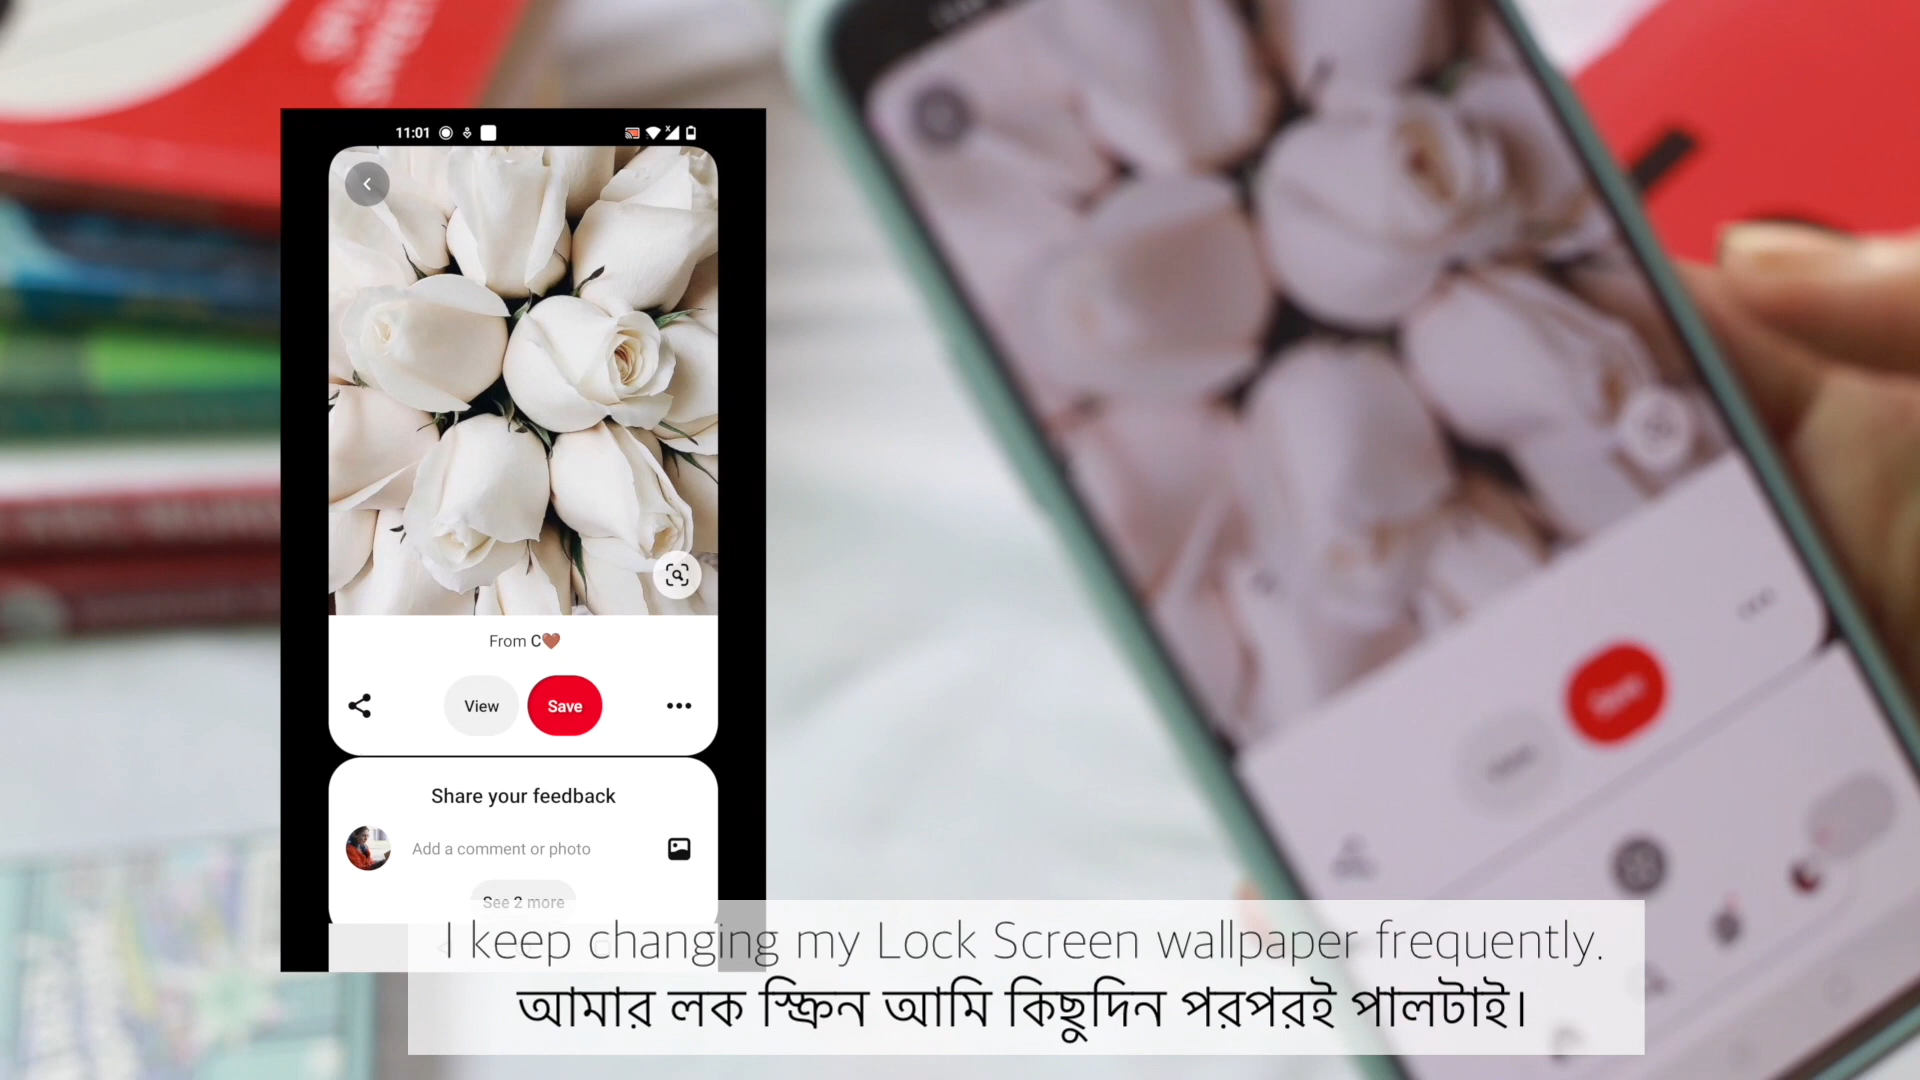 11:01
From C🤎
View
Save
Share your feedback
Add a comment or photo
See 2 more
I keep changing my Lock Screen wallpaper frequently.
আমার লক স্ক্রিন আমি কিছুদিন পরপরই পালটাই।